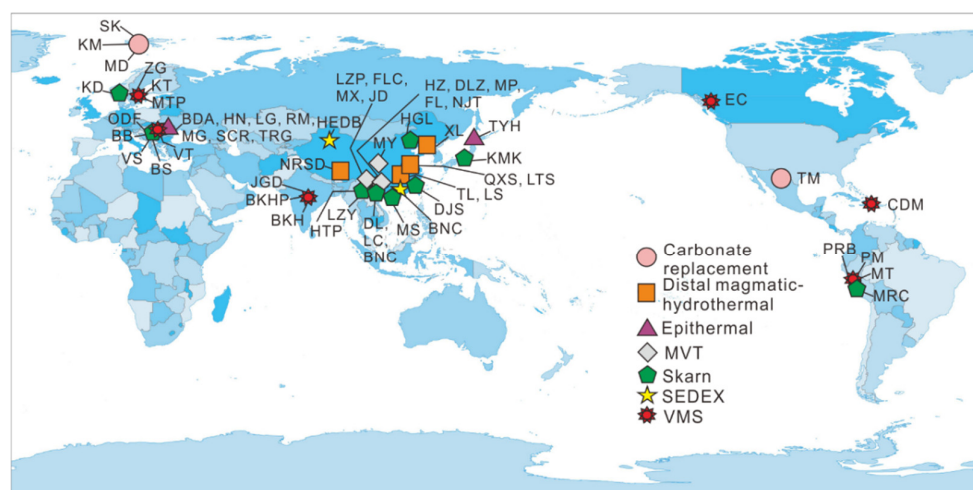 SK
KM
MD
ZG
KD
KT
MTP
ODF
BB
VS
BS
VT
BDA, HN, LG, RM,
MG, SCR, TRG
HEDB
LZP, FLC,
MX, JD
HZ, DLZ, MP,
FL, NJT
HGL
MY
XL
TYH
KMK
NRSD
QXS, LTS
TL, LS
DJS
BNC
JGD
BKHP
BKH
HTP
LZY
DL,
LC,
BNC
MS
EC
TM
CDM
PRB
PM
MT
MRC
Carbonate
replacement
Distal magmatic-
hydrothermal
Epithermal
MVT
Skarn
SEDEX
VMS